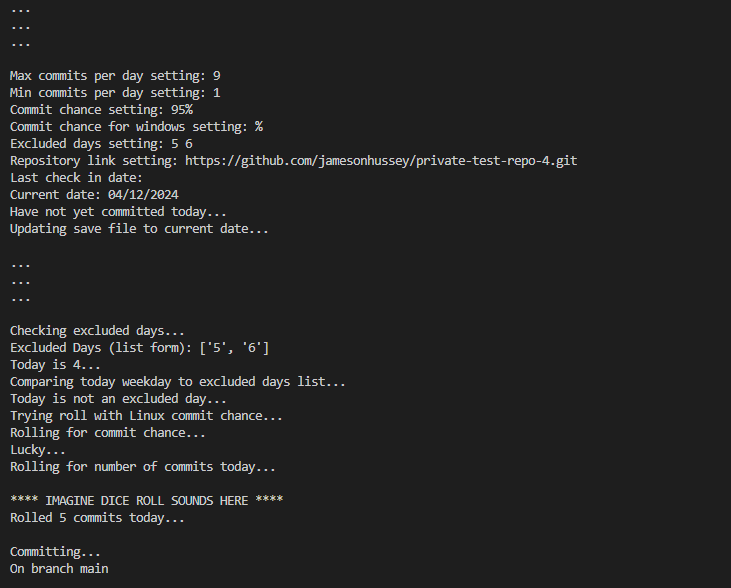 ...
...
...
Max commits per day setting: 9
Min commits per day setting: 1
Commit chance setting: 95%
Commit chance for windows setting: %
Excluded days setting: 5 6
Repository link setting: https://github.com/jamesonhussey/private-test-repo-4.git
Last check in date:
Current date: 04/12/2024
Have not yet committed today...
Updating save file to current date...
...
...
...
Checking excluded days...
Excluded Days (list form): ['5', '6']
Today is 4...
Comparing today weekday to excluded days list...
Today is not an excluded day...
Trying roll with Linux commit chance...
Rolling for commit chance...
Lucky...
Rolling for number of commits today...
**** IMAGINE DICE ROLL SOUNDS HERE ****
Rolled 5 commits today...
Committing...
On branch main